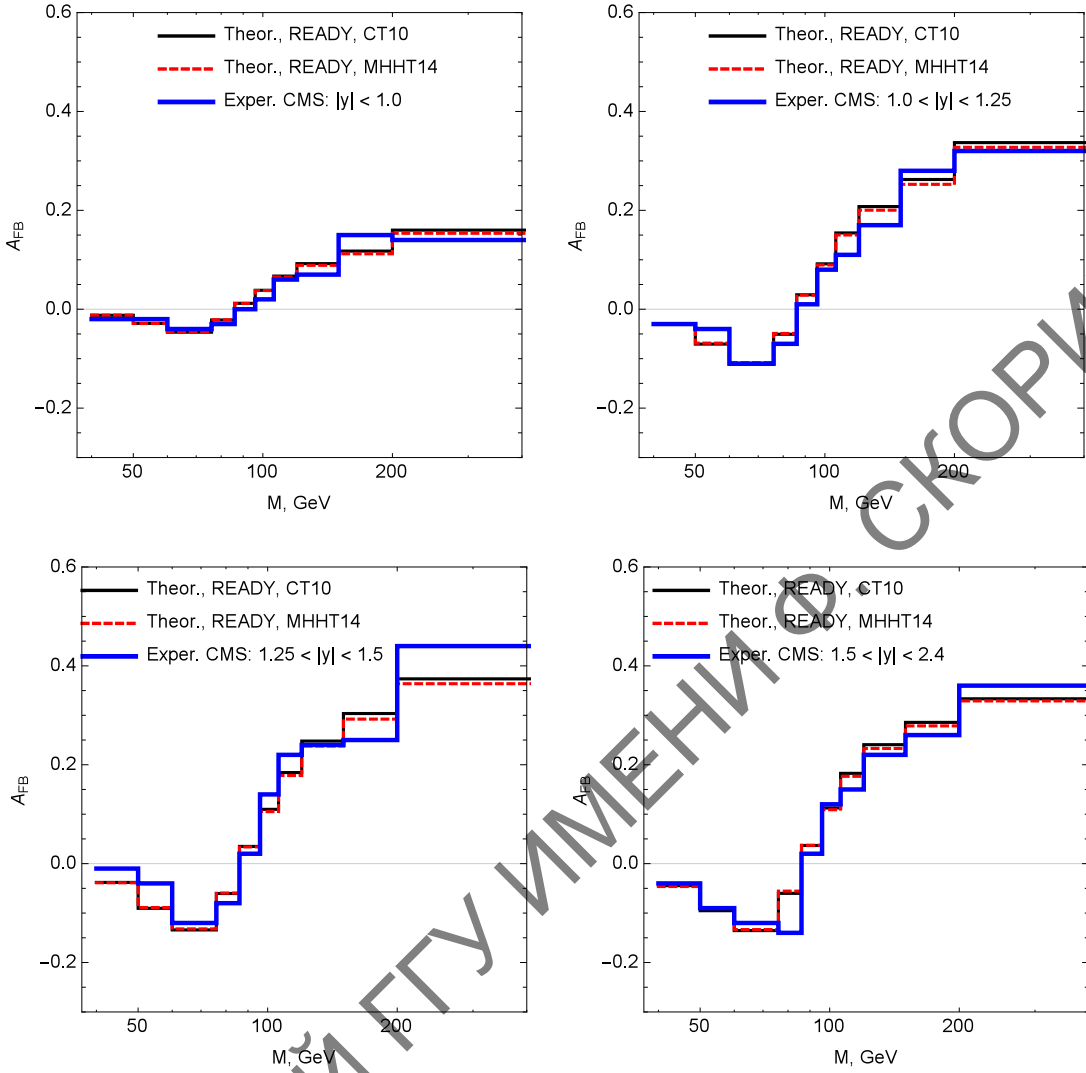 0.6
Theor., READY, CT10
Theor., READY, MHHT14
Exper. CMS: |y| < 1.0
0.4
0.2
0.0
−0.2
A_FB
50 100 200
M, GeV
0.6
Theor., READY, CT10
Theor., READY, MHHT14
Exper. CMS: 1.0 < |y| < 1.25
0.4
0.2
0.0
−0.2
A_FB
50 100 200
M, GeV
0.6
Theor., READY, CT10
Theor., READY, MHHT14
Exper. CMS: 1.25 < |y| < 1.5
0.4
0.2
0.0
−0.2
A_FB
50 100 200
M, GeV
0.6
Theor., READY, CT10
Theor., READY, MHHT14
Exper. CMS: 1.5 < |y| < 2.4
0.4
0.2
0.0
−0.2
A_FB
50 100 200
M, GeV
Й ГГУ ИМЕНИ Ф. СКОРИ